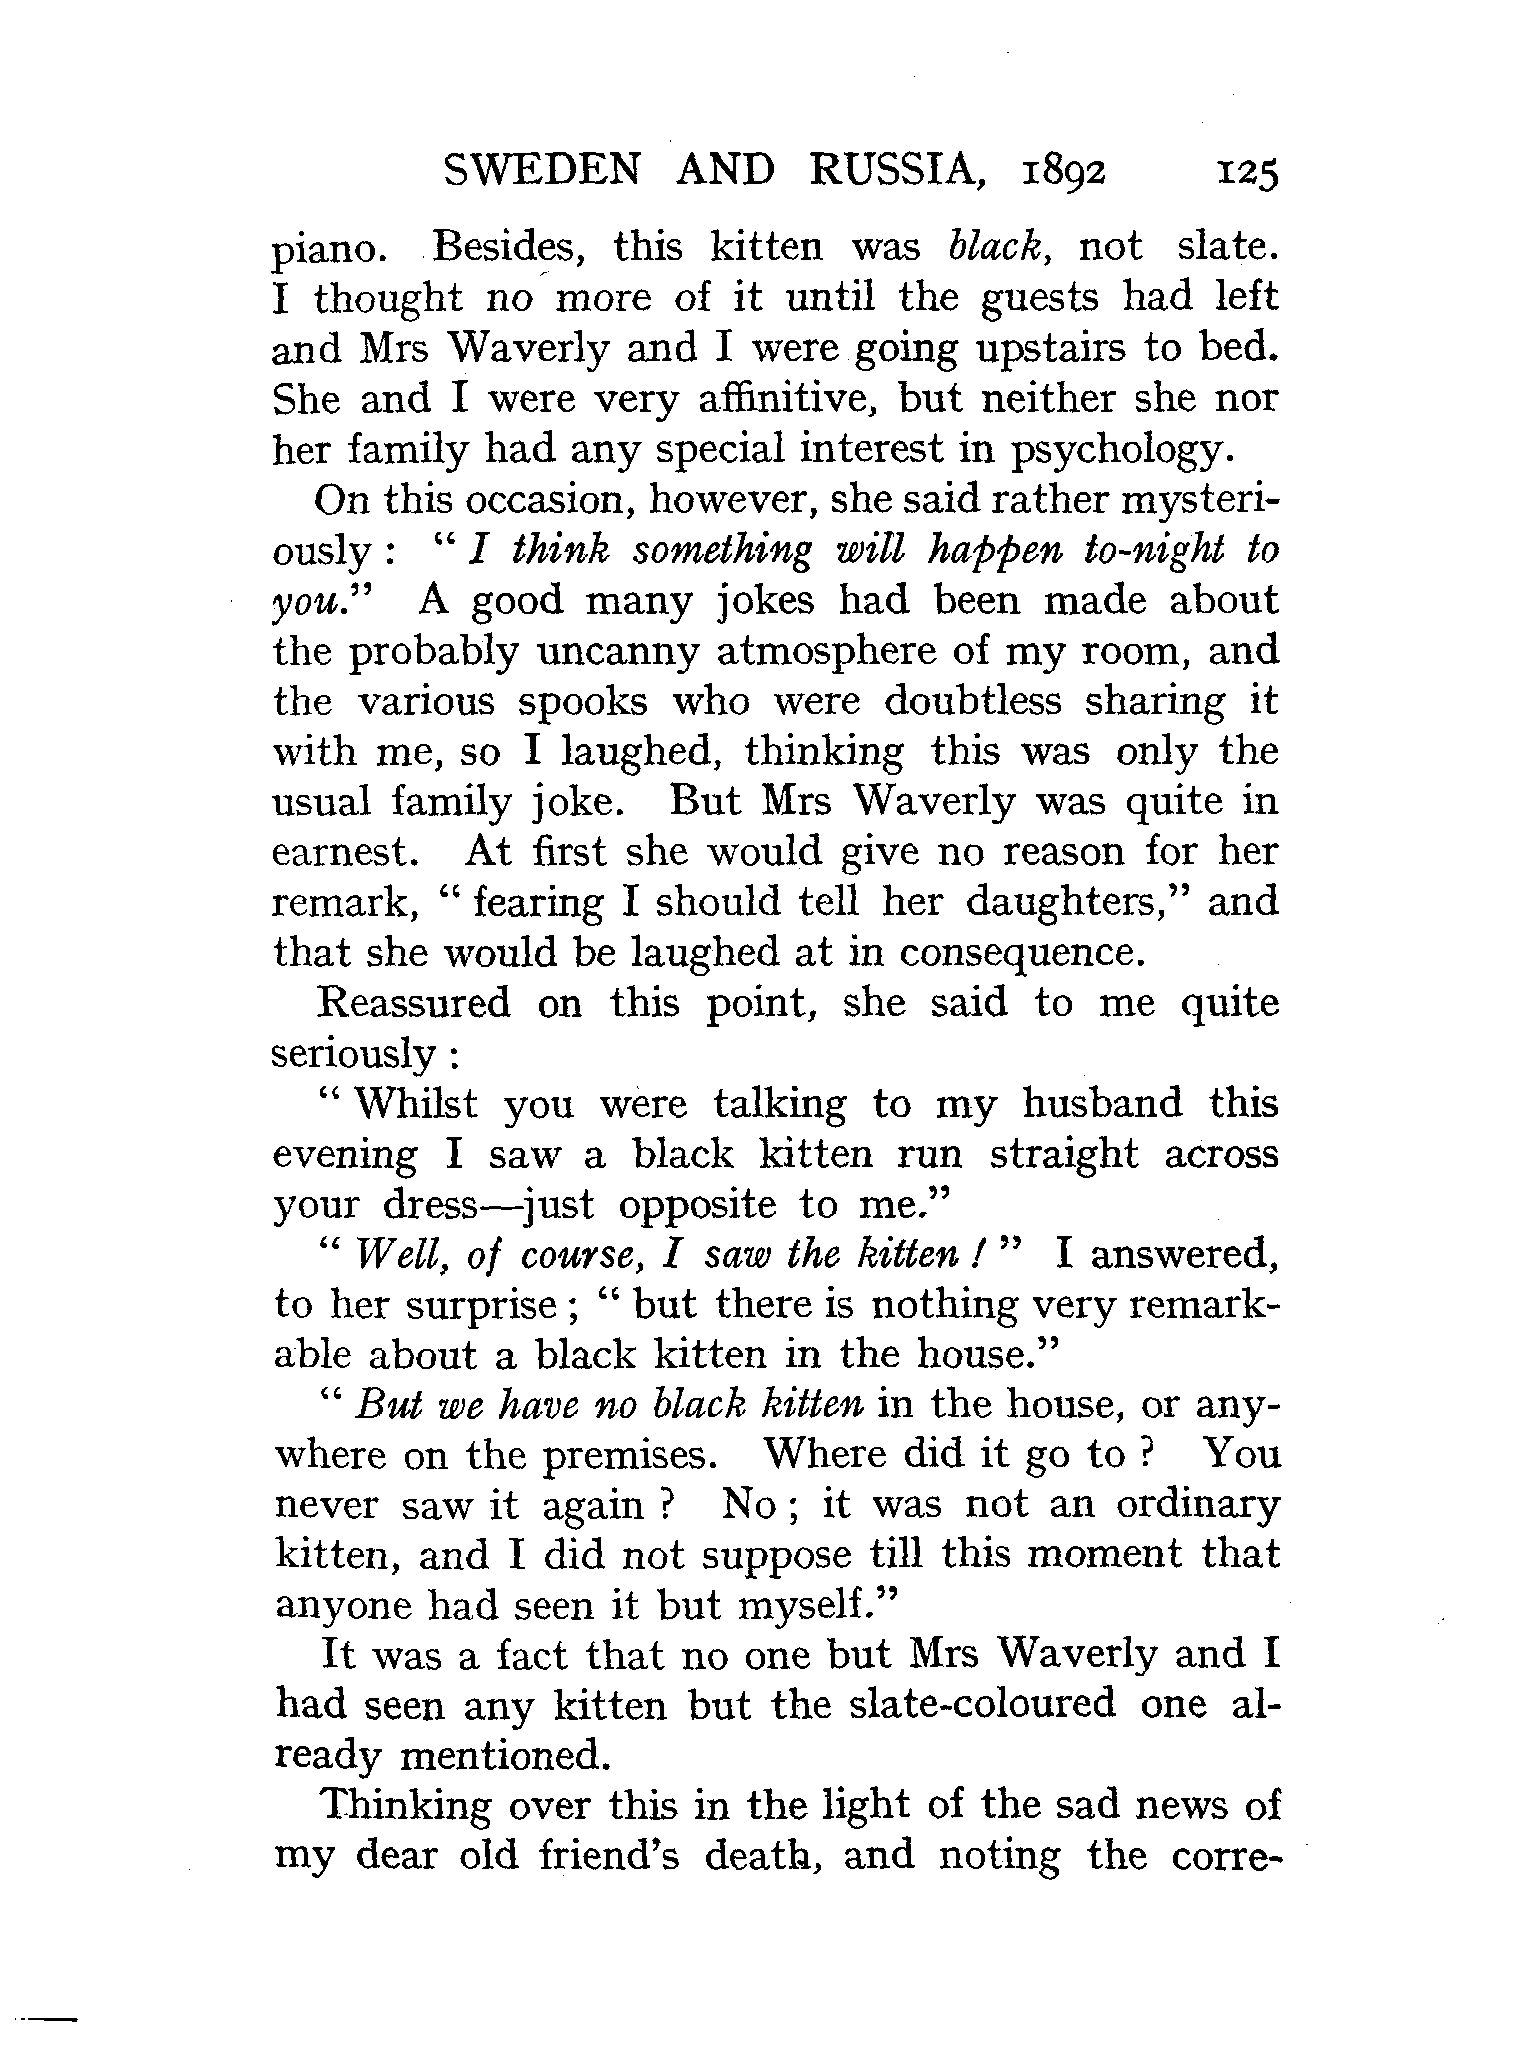 SWEDEN AND RUSSIA, 1892 125
piano. Besides, this kitten was black, not slate.
I thought no more of it until the guests had left
and Mrs Waverly and I were going upstairs to bed.
She and I were very affinitive, but neither she nor
her family had any special interest in psychology.
On this occasion, however, she said rather mysteri-
ously : " I think something will happen to-night to
you." A good many jokes had been made about
the probably uncanny atmosphere of my room, and
the various spooks who were doubtless sharing it
with me, so I laughed, thinking this was only the
usual family joke. But Mrs Waverly was quite in
earnest. At first she would give no reason for her
remark, " fearing I should tell her daughters," and
that she would be laughed at in consequence.
Reassured on this point, she said to me quite
seriously :
" Whilst you were talking to my husband this
evening I saw a black kitten run straight across
your dress—just opposite to me."
" Well, of course, I saw the kitten ! " I answered,
to her surprise ; " but there is nothing very remark-
able about a black kitten in the house."
" But we have no black kitten in the house, or any-
where on the premises. Where did it go to ? You
never saw it again ? No ; it was not an ordinary
kitten, and I did not suppose till this moment that
anyone had seen it but myself."
It was a fact that no one but Mrs Waverly and I
had seen any kitten but the slate-coloured one al-
ready mentioned.
Thinking over this in the light of the sad news of
my dear old friend's death, and noting the corre-